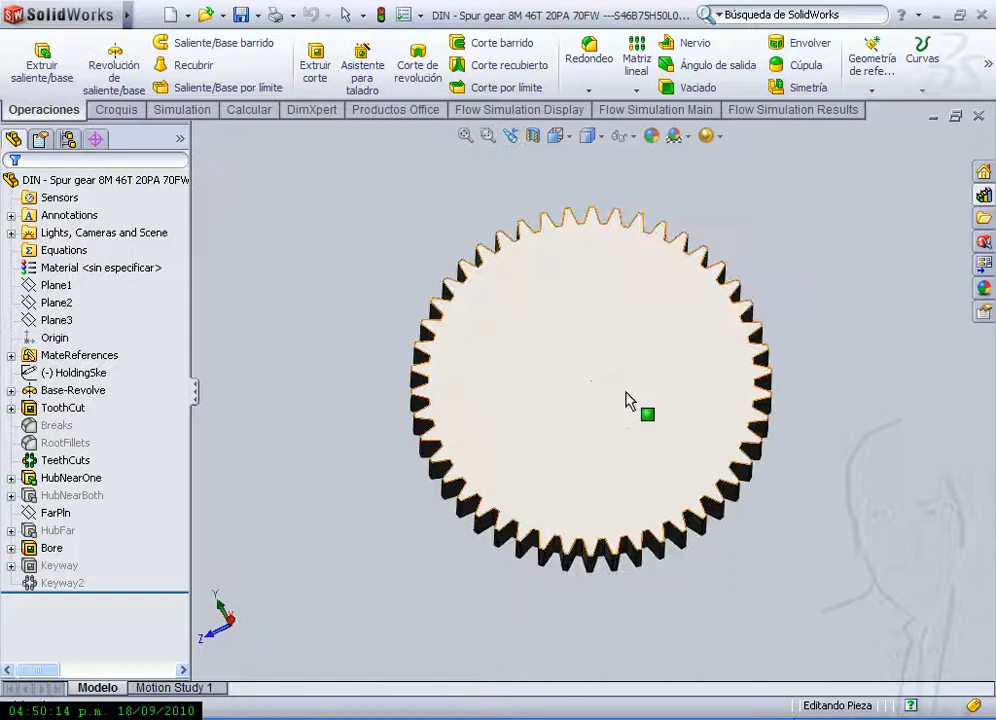 SolidWorks
DIN - Spur gear 8M 46T 20PA 70FW ---S46B75H50L0...
Búsqueda de SolidWorks
?
Extruir saliente/base
Revolución de saliente/base
Saliente/Base barrido
Recubrir
Saliente/Base por límite
Extruir corte
Asistente para taladro
Corte de revolución
Corte barrido
Corte recubierto
Corte por límite
Redondeo
Matriz lineal
Nervio
Ángulo de salida
Vaciado
Envolver
Cúpula
Simetría
Geometría de refe...
Curvas
Operaciones
Croquis
Simulation
Calcular
DimXpert
Productos Office
Flow Simulation Display
Flow Simulation Main
Flow Simulation Results
DIN - Spur gear 8M 46T 20PA 70FW
Sensors
Annotations
Lights, Cameras and Scene
Equations
Material <sin especificar>
Plane1
Plane2
Plane3
Origin
MateReferences
(-) HoldingSke
Base-Revolve
ToothCut
Breaks
RootFillets
TeethCuts
HubNearOne
HubNearBoth
FarPln
HubFar
Bore
Keyway
Keyway2
Y
X
Z
Modelo
Motion Study 1
Editando Pieza
?
04:50:14 p.m. 18/09/2010